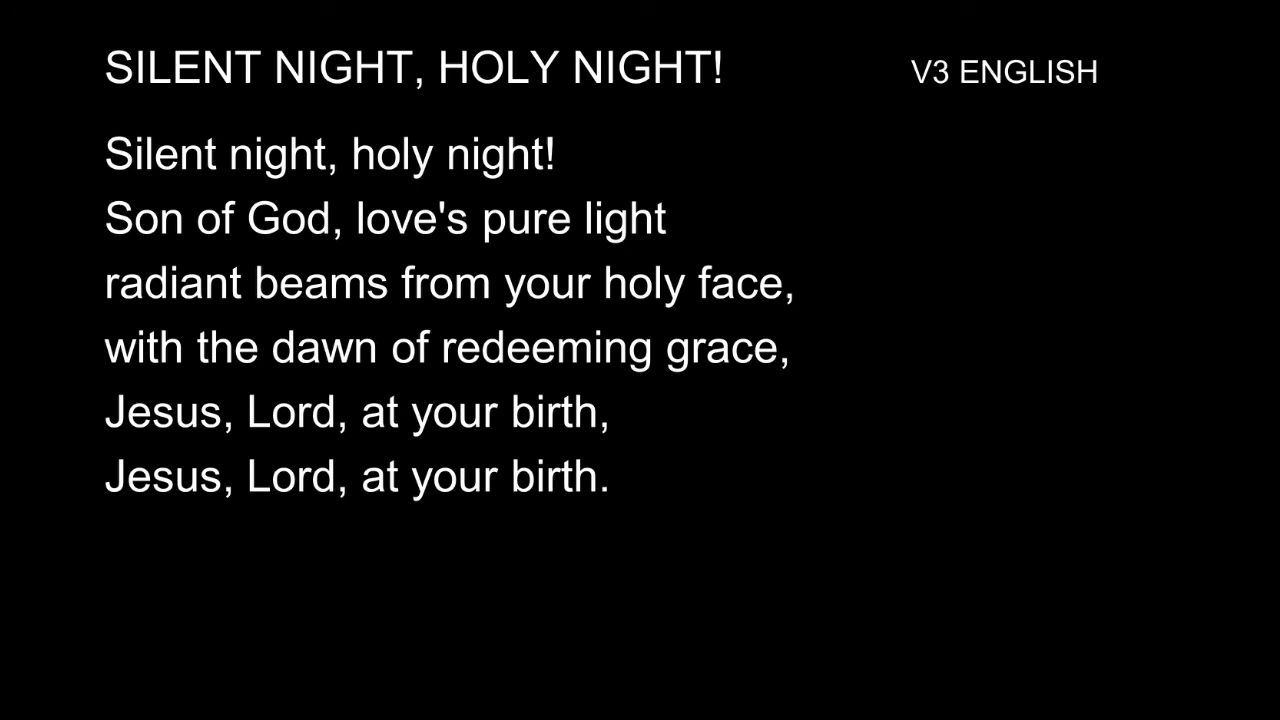 SILENT NIGHT, HOLY NIGHT! V3 ENGLISH
Silent night, holy night!
Son of God, love's pure light
radiant beams from your holy face,
with the dawn of redeeming grace,
Jesus, Lord, at your birth,
Jesus, Lord, at your birth.